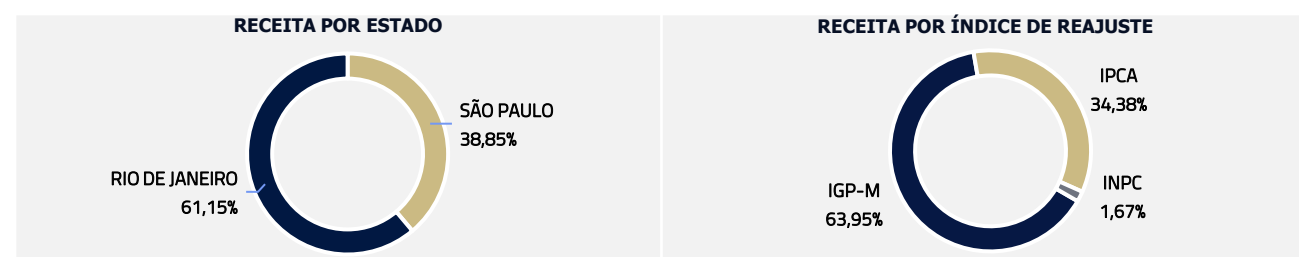 RECEITA POR ESTADO
SÃO PAULO
38,85%
RIO DE JANEIRO
61,15%
RECEITA POR ÍNDICE DE REAJUSTE
IPCA
34,38%
INPC
1,67%
IGP-M
63,95%